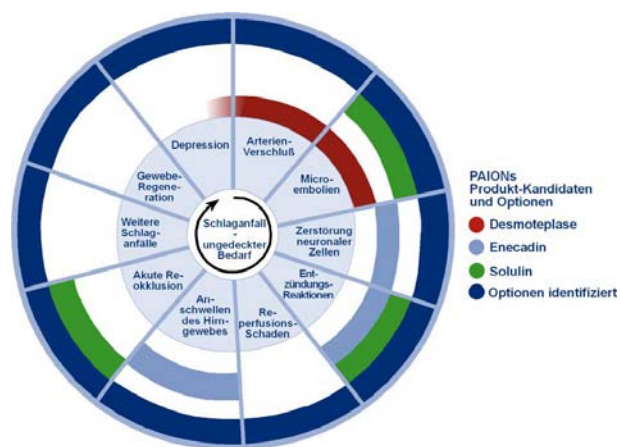 Depression
Arterien-
Verschluß
Micro-
embolien
Zerstörung
neuronaler
Zellen
Ent-
zündungs-
Reaktionen
Re-
perfusions-
Schaden
An-
schwellen
des Hirn-
gewebes
Akute Re-
okklusion
Weitere
Schlag-
anfälle
Gewebe-
Regene-
ration
Schlaganfall
-
ungedeckter
Bedarf
PAIONs
Produkt-Kandidaten
und Optionen
Desmoteplase
Enecadin
Solulin
Optionen identifiziert